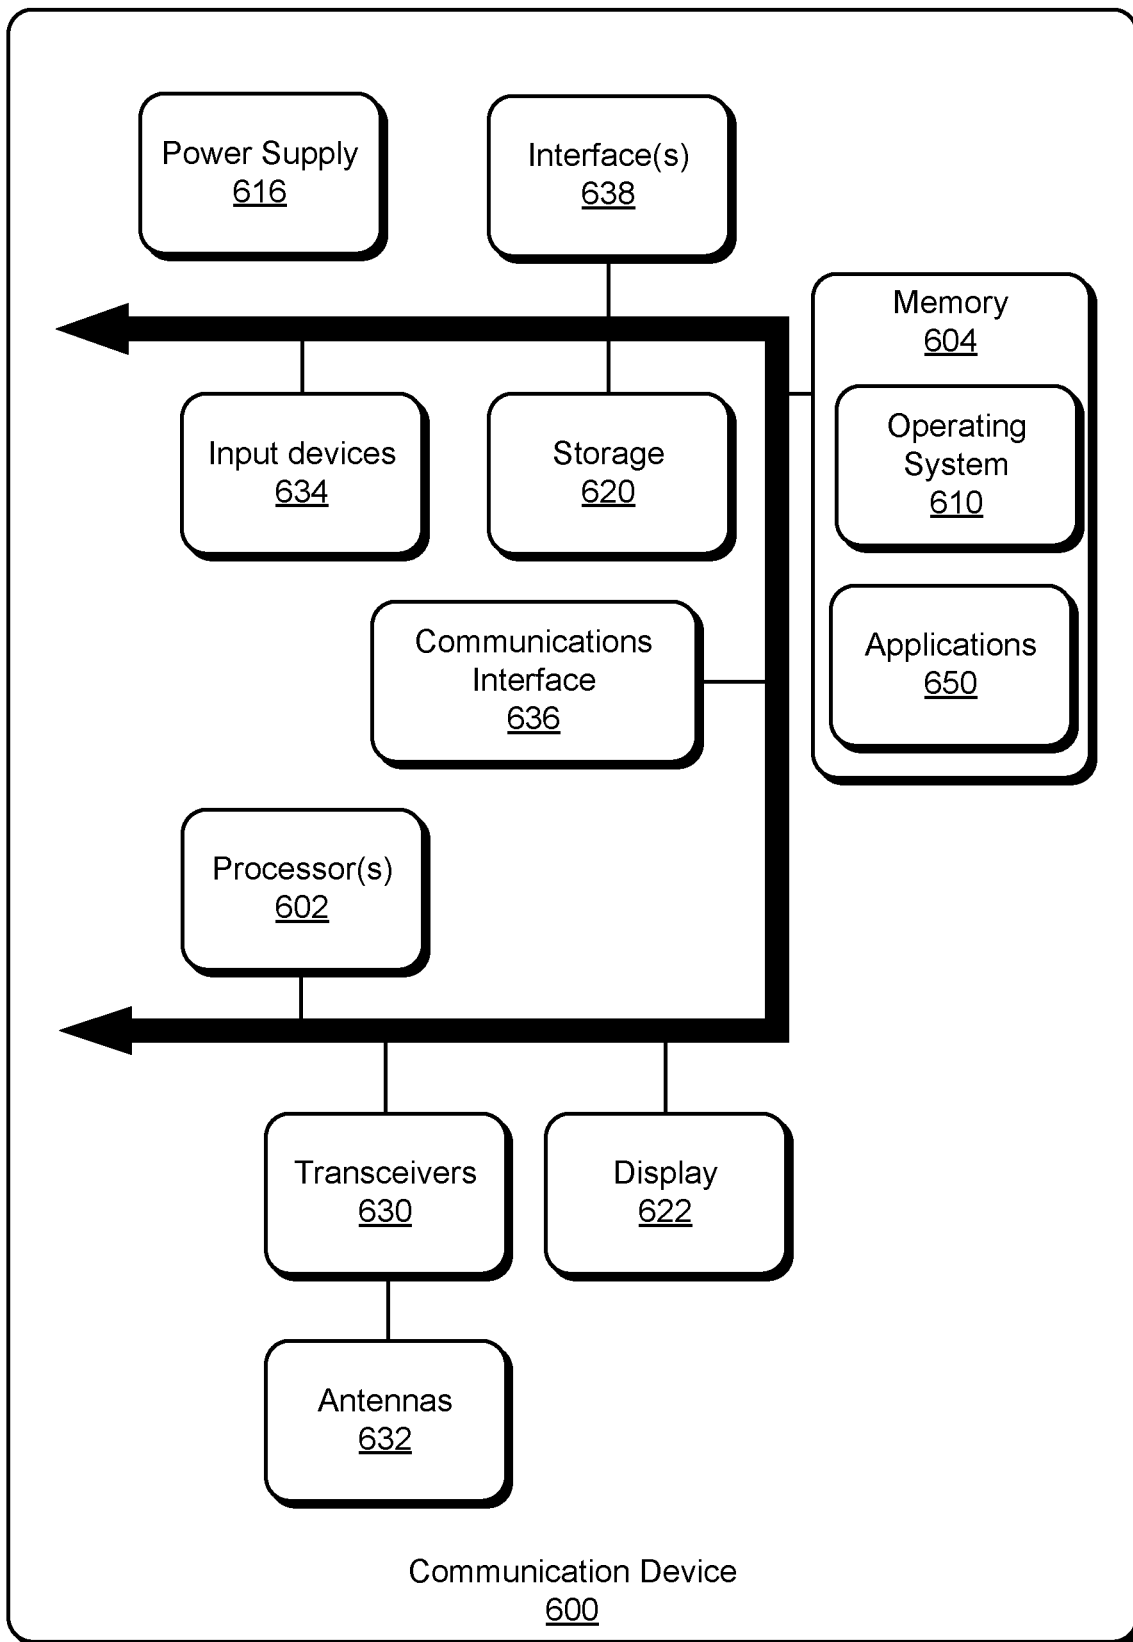 Power Supply
616
Interface(s)
638
Memory
604
Operating
System
610
Input devices
634
Storage
620
Applications
650
Communications
Interface
636
Processor(s)
602
Transceivers
630
Display
622
Antennas
632
Communication Device
600